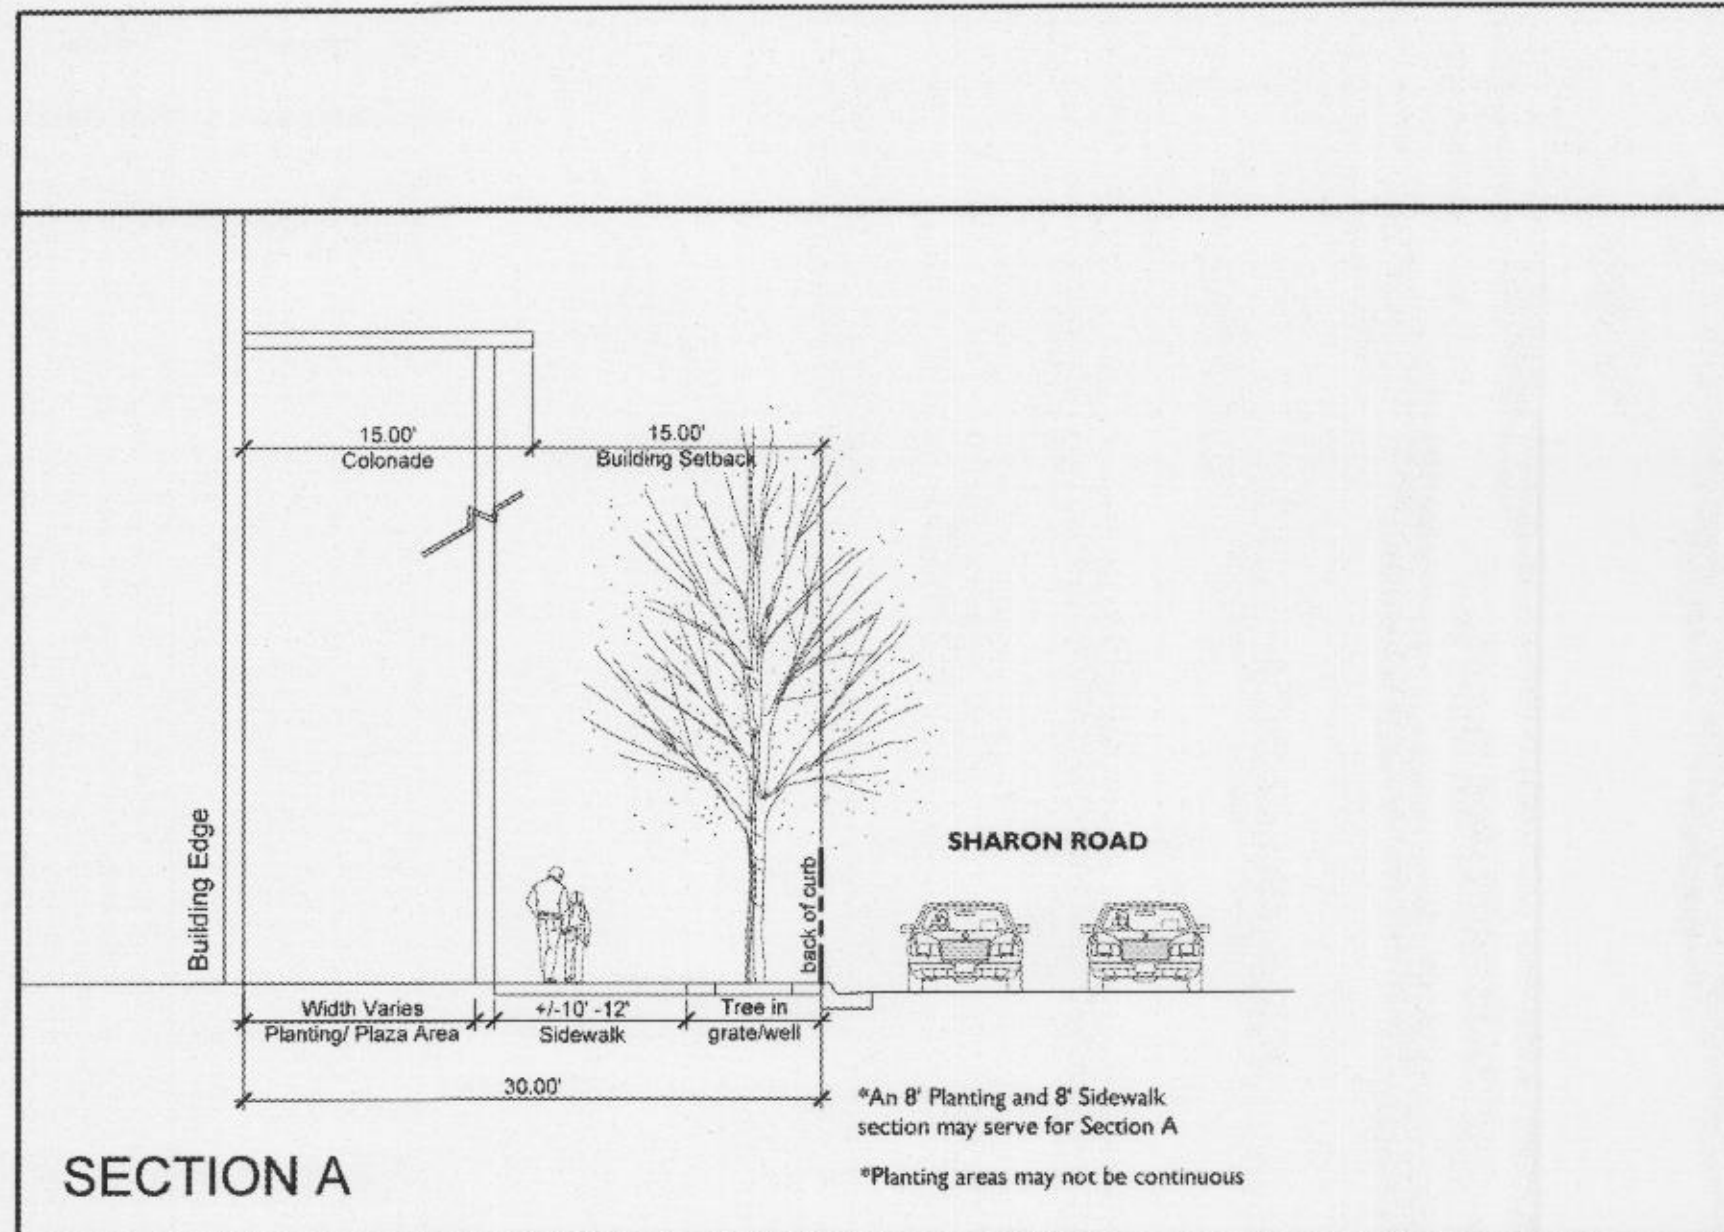 15.00'
Colonade
15.00'
Building Setback
Building Edge
back of curb
SHARON ROAD
Width Varies
Planting/ Plaza Area
+/-10' -12'
Sidewalk
Tree in
grate/well
30.00'
*An 8' Planting and 8' Sidewalk
section may serve for Section A
*Planting areas may not be continuous
SECTION A